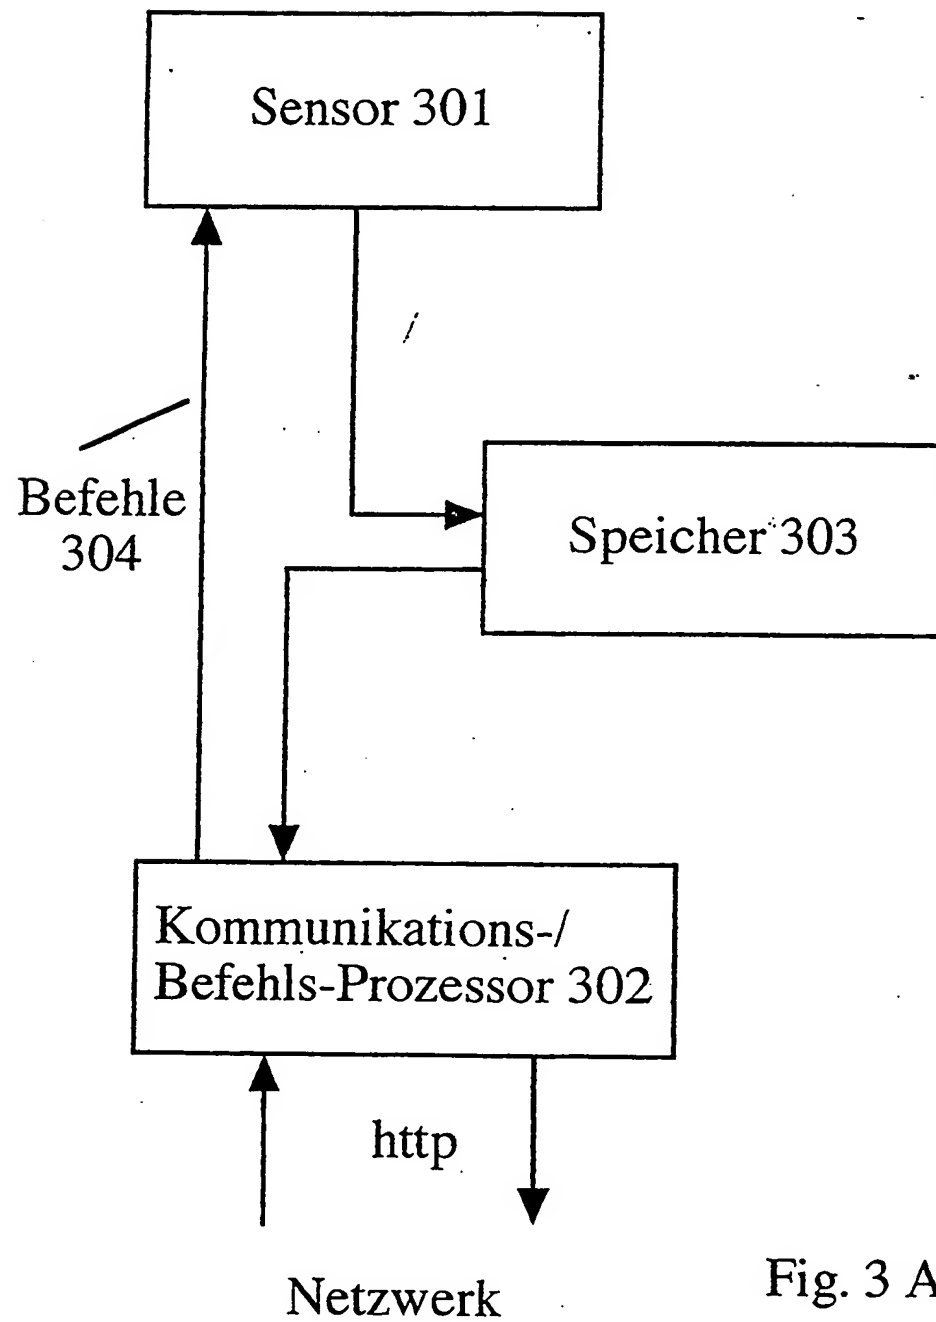 Sensor 301
Befehle
304
Speicher 303
Kommunikations-/
Befehls-Prozessor 302
http
Netzwerk
Fig. 3 A